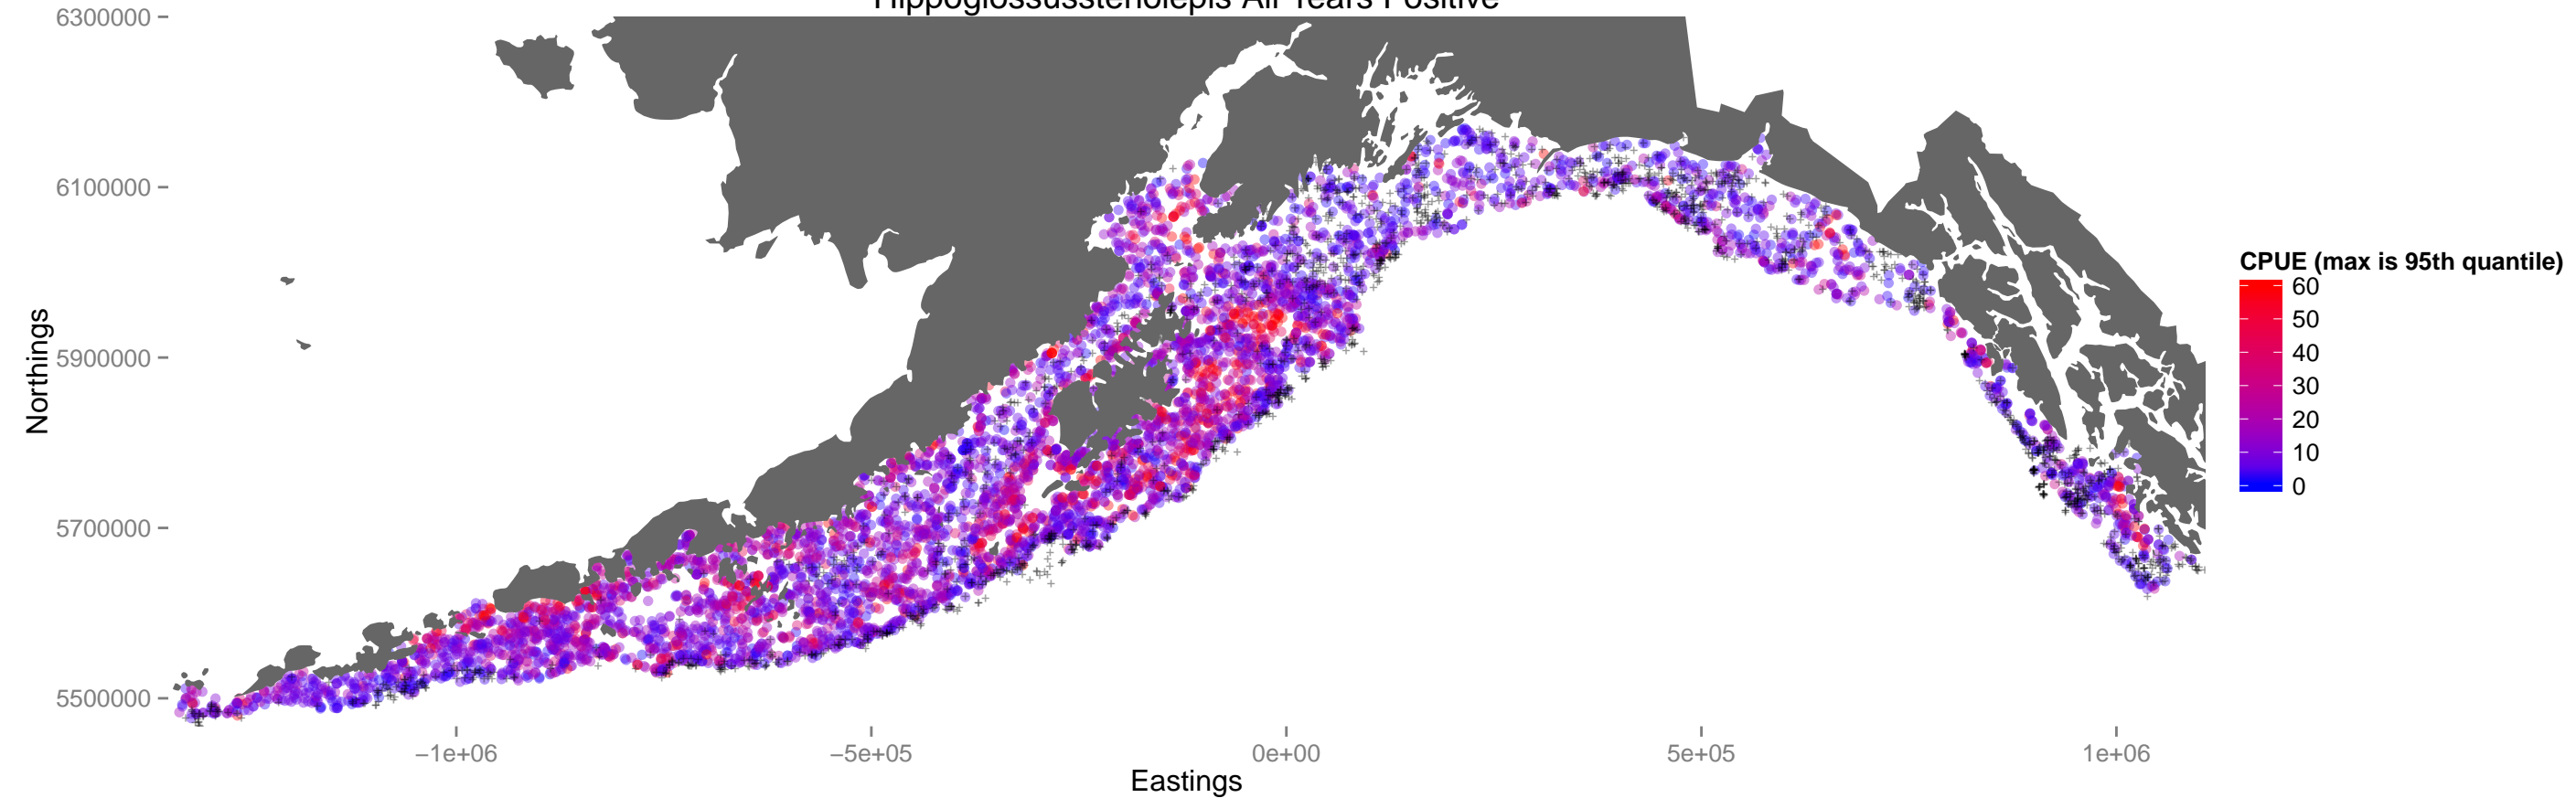 Hippoglossusstenolepis All Years Positive
6300000
6100000
5900000
5700000
5500000
Northings
−1e+06
−5e+05
0e+00
5e+05
1e+06
Eastings
CPUE (max is 95th quantile)
60
50
40
30
20
10
0